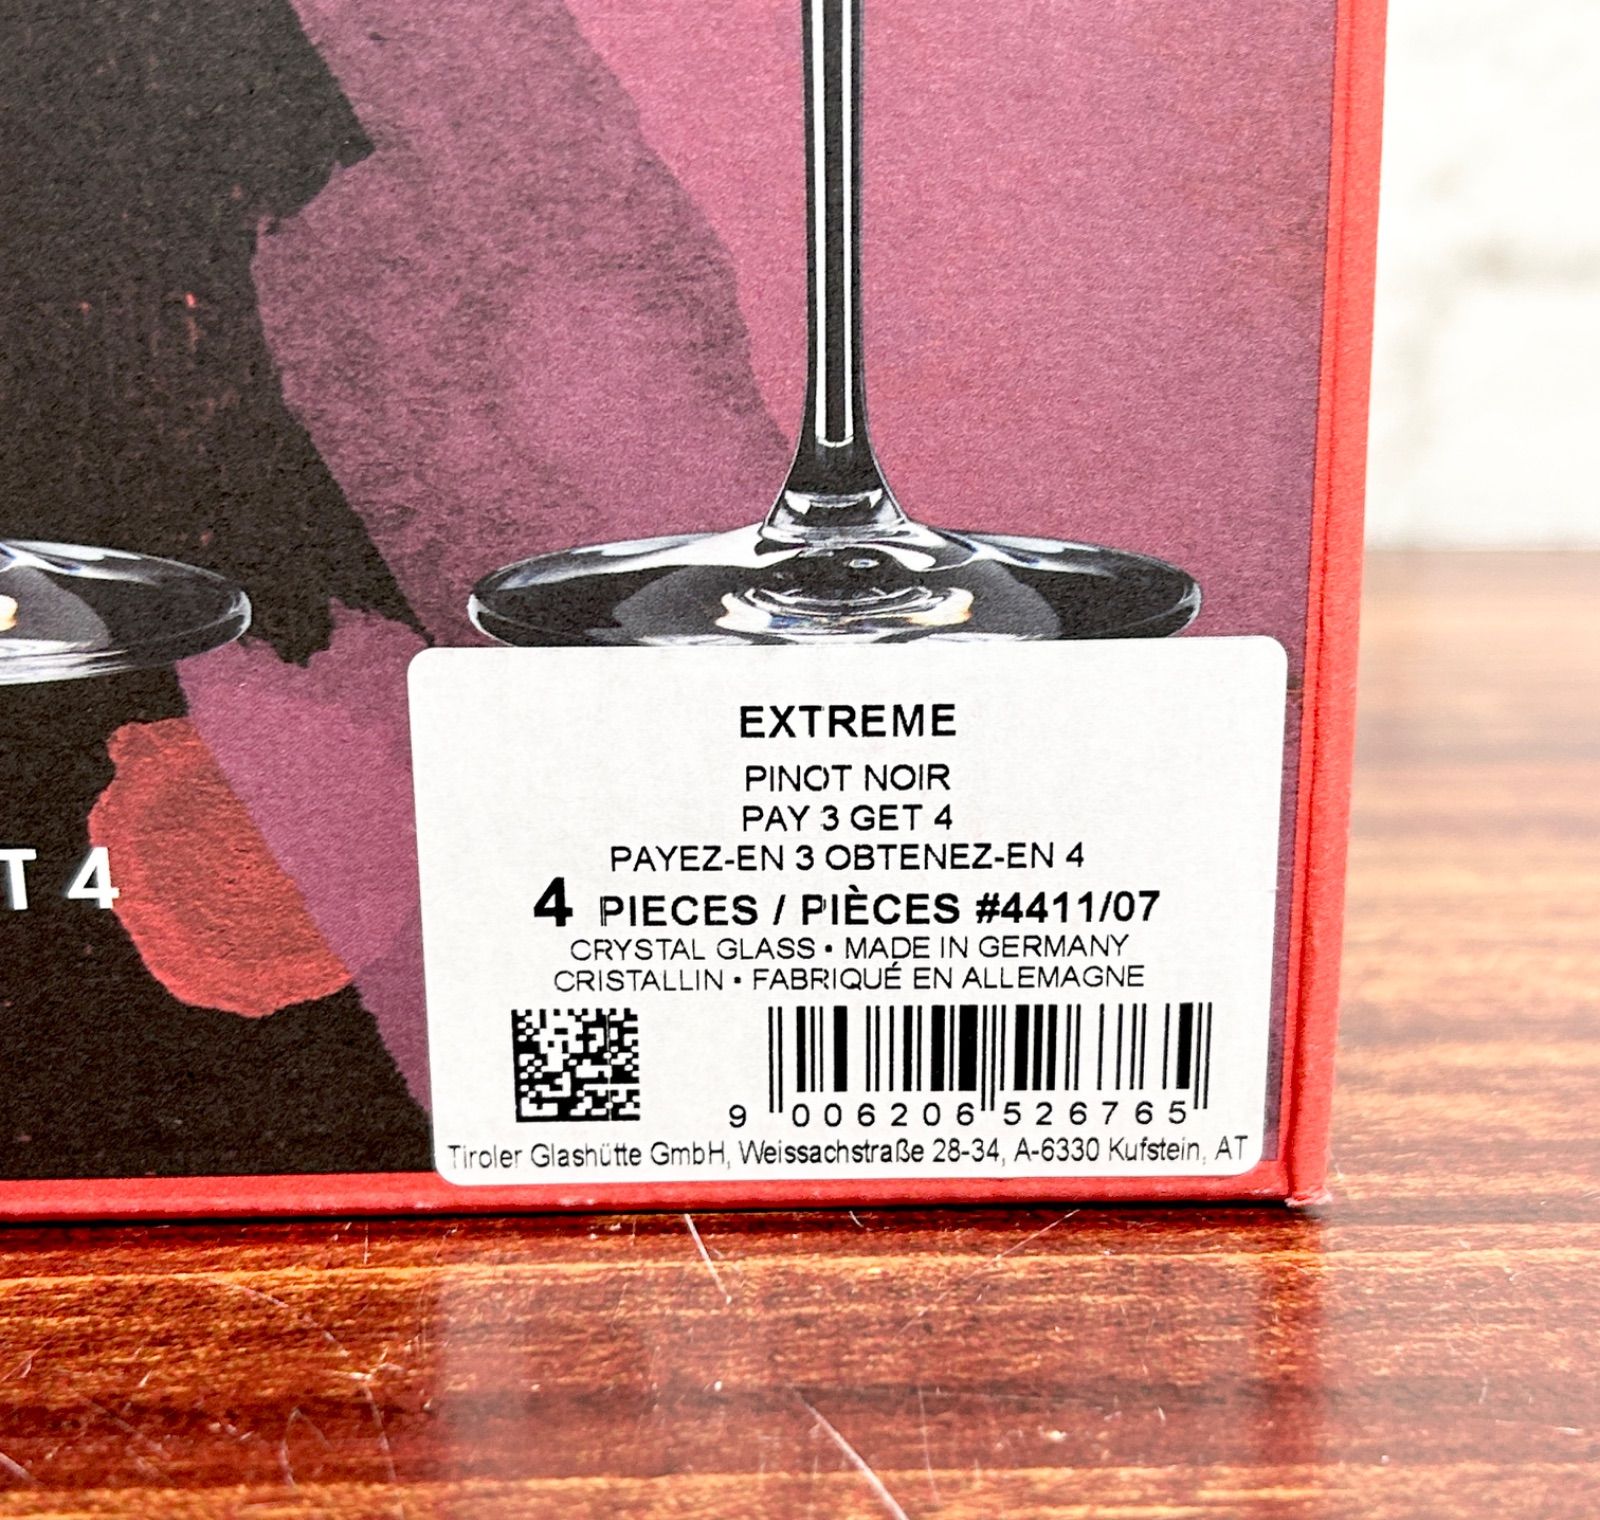 T 4
EXTREME
PINOT NOIR
PAY 3 GET 4
PAYEZ-EN 3 OBTENEZ-EN 4
4 PIECES / PIÈCES #4411/07
CRYSTAL GLASS • MADE IN GERMANY
CRISTALLIN • FABRIQUÉ EN ALLEMAGNE
9 006206 526765
Tiroler Glashütte GmbH, Weissachstraße 28-34, A-6330 Kufstein, AT